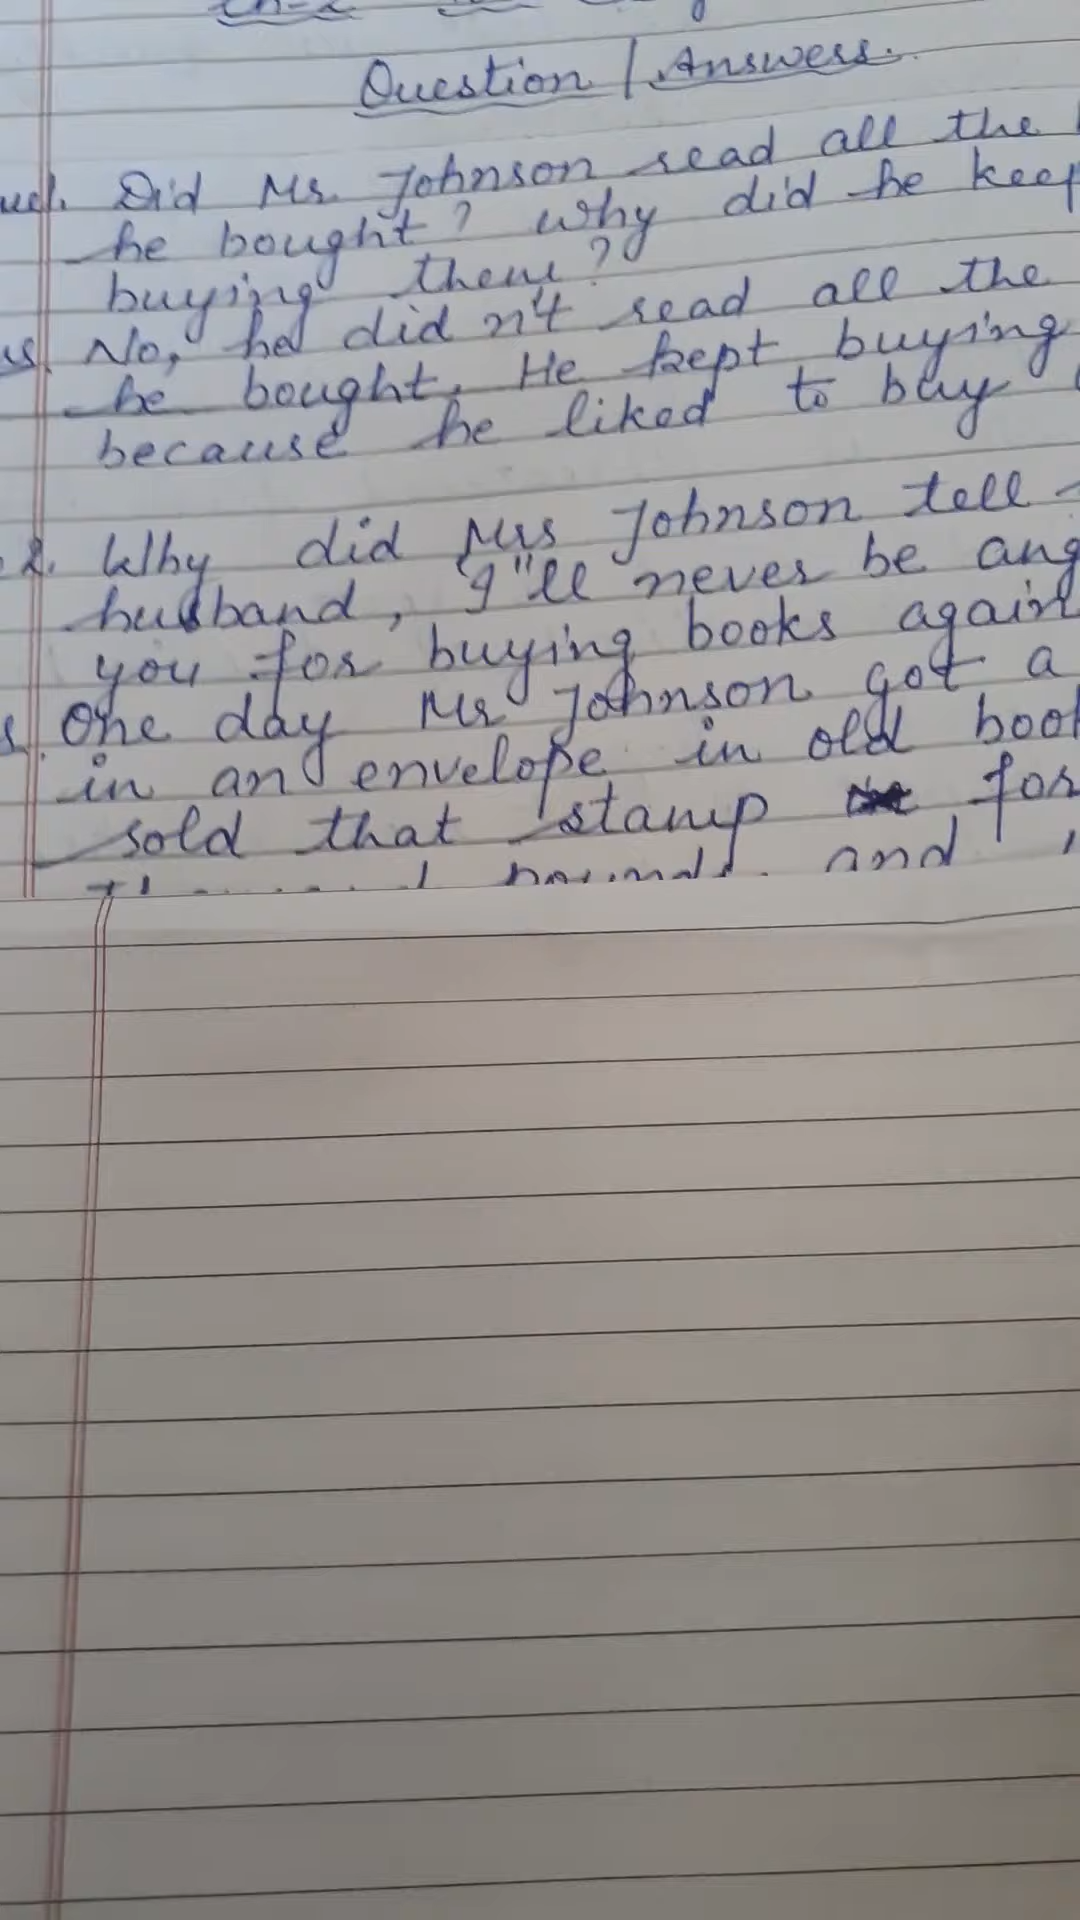 Question | Answers.
Did Mr. Johnson read all the
he bought? Why did he keep
buying them?
No, he did n't read all the
he bought. He kept buying
because he liked to buy
2. Why did Mrs Johnson tell
husband, I"ll never be ang
you for buying books again
One day Mr Johnson got a
in an envelope in old book
sold that stamp for
and